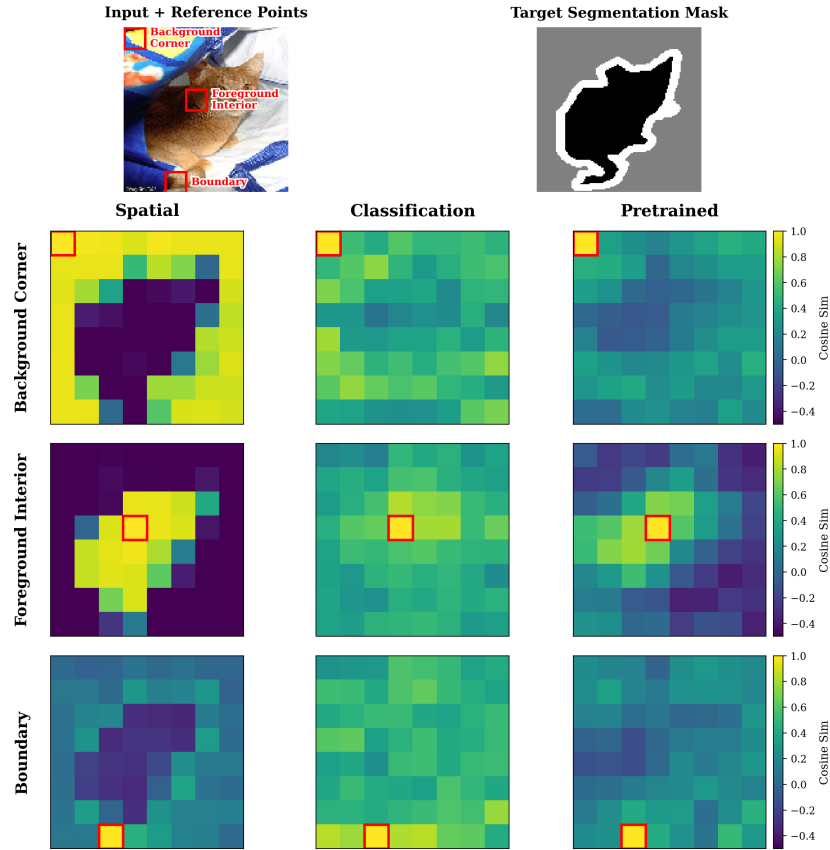 Input + Reference Points
Target Segmentation Mask
Background
Corner
Foreground
Interior
Boundary
Spatial
Classification
Pretrained
Background Corner
1.0
0.8
0.6
0.4
0.2
0.0
−0.2
−0.4
Cosine Sim
Foreground Interior
1.0
0.8
0.6
0.4
0.2
0.0
−0.2
−0.4
Cosine Sim
Boundary
1.0
0.8
0.6
0.4
0.2
0.0
−0.2
−0.4
Cosine Sim